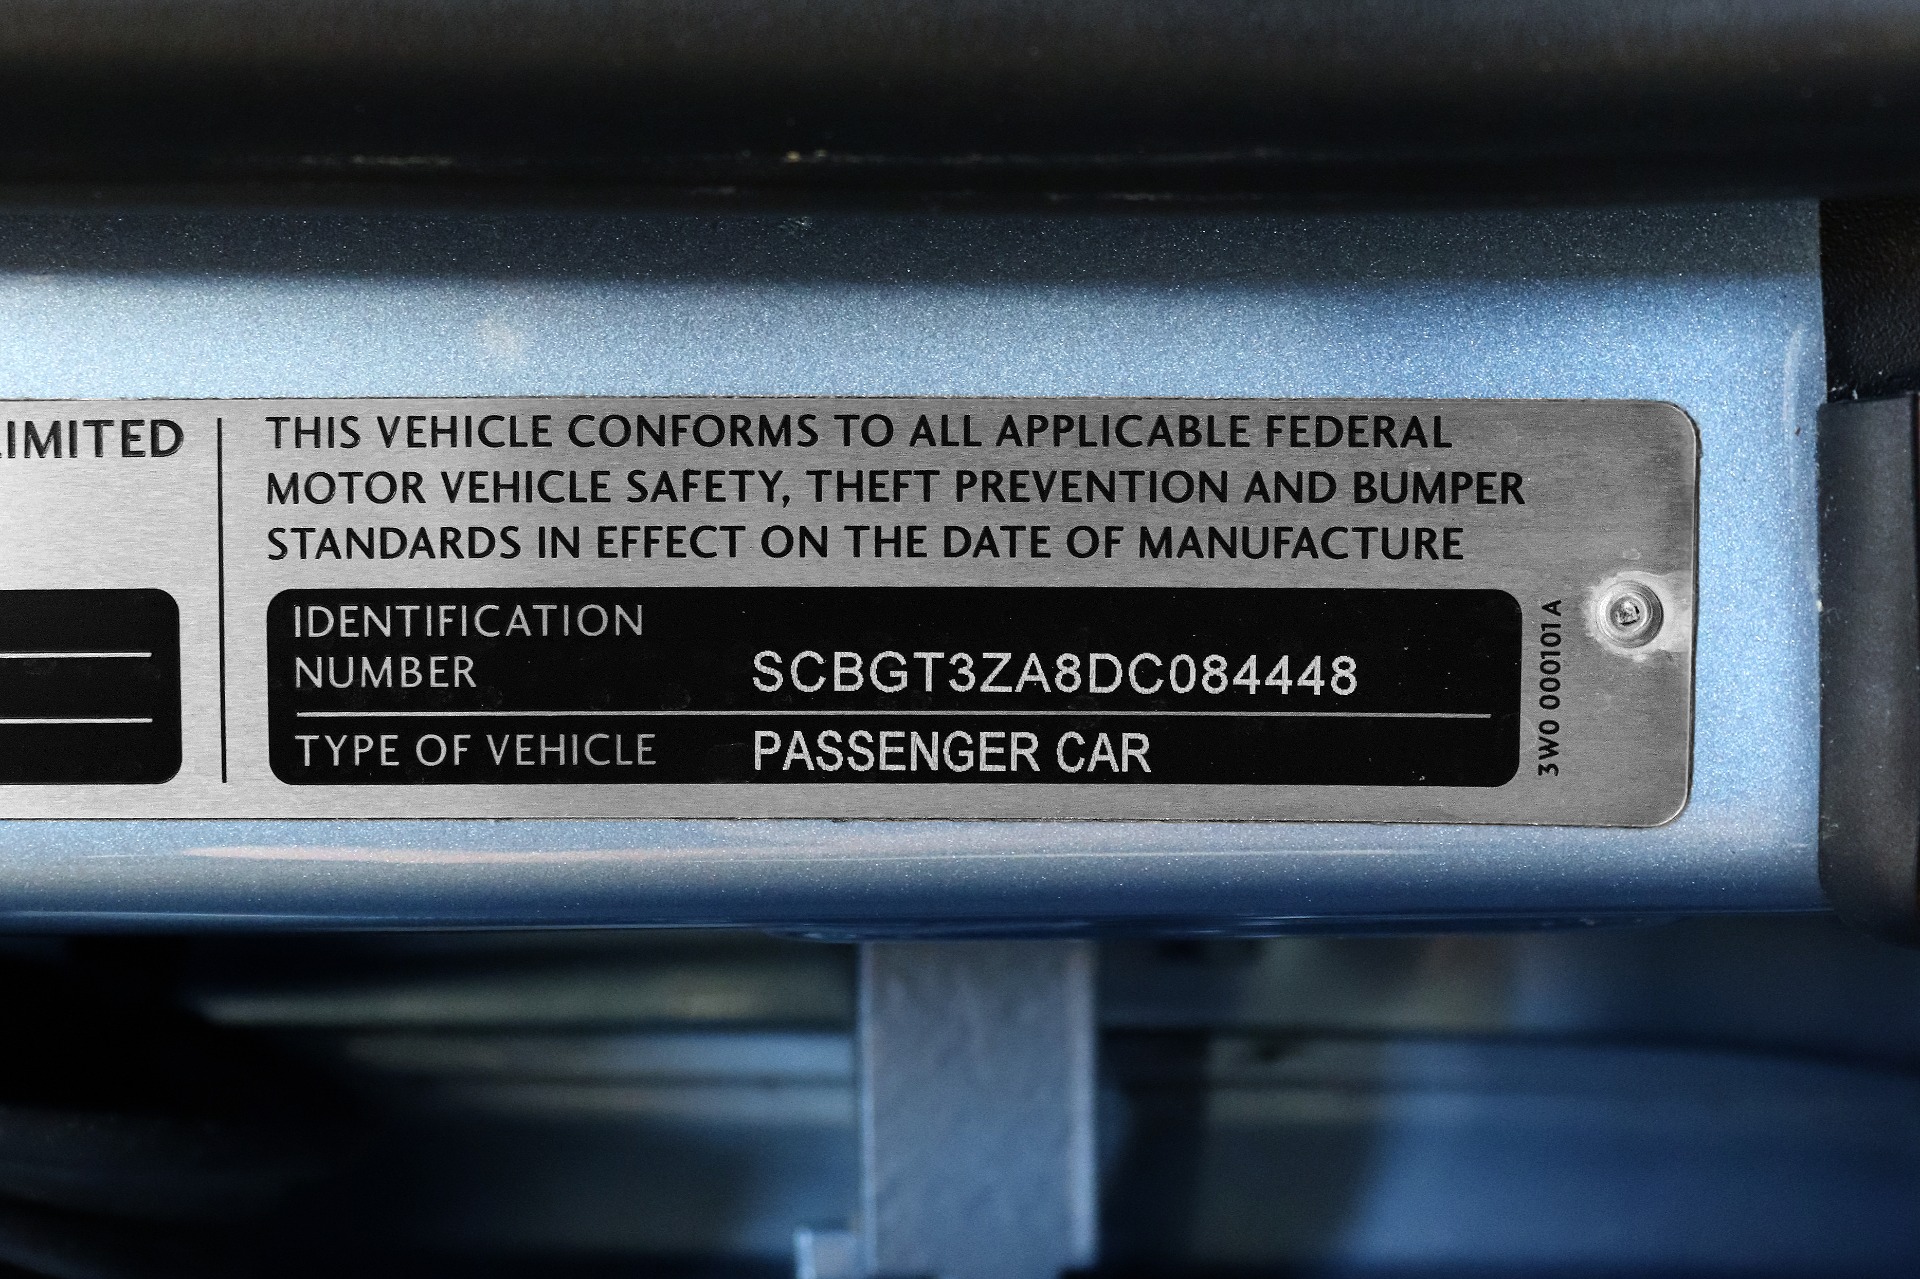 LIMITED
THIS VEHICLE CONFORMS TO ALL APPLICABLE FEDERAL
MOTOR VEHICLE SAFETY, THEFT PREVENTION AND BUMPER
STANDARDS IN EFFECT ON THE DATE OF MANUFACTURE
IDENTIFICATION
NUMBER SCBGT3ZA8DC084448
TYPE OF VEHICLE PASSENGER CAR
3W0 000101A